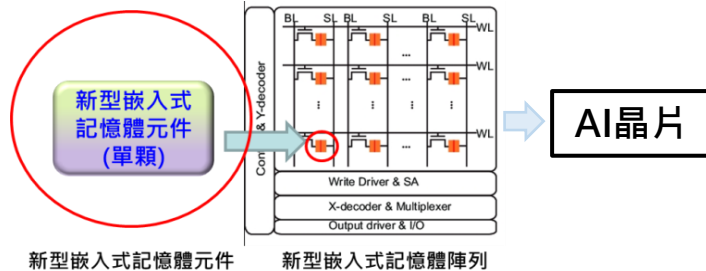 新型嵌入式
記憶體元件
(單顆)
新型嵌入式記憶體元件
& Y-decoder
BL SL BL SL BL SL
WL
...
WL
...
WL
...
Write Driver & SA
X-decoder & Multiplexer
Output driver & I/O
新型嵌入式記憶體陣列
AI晶片